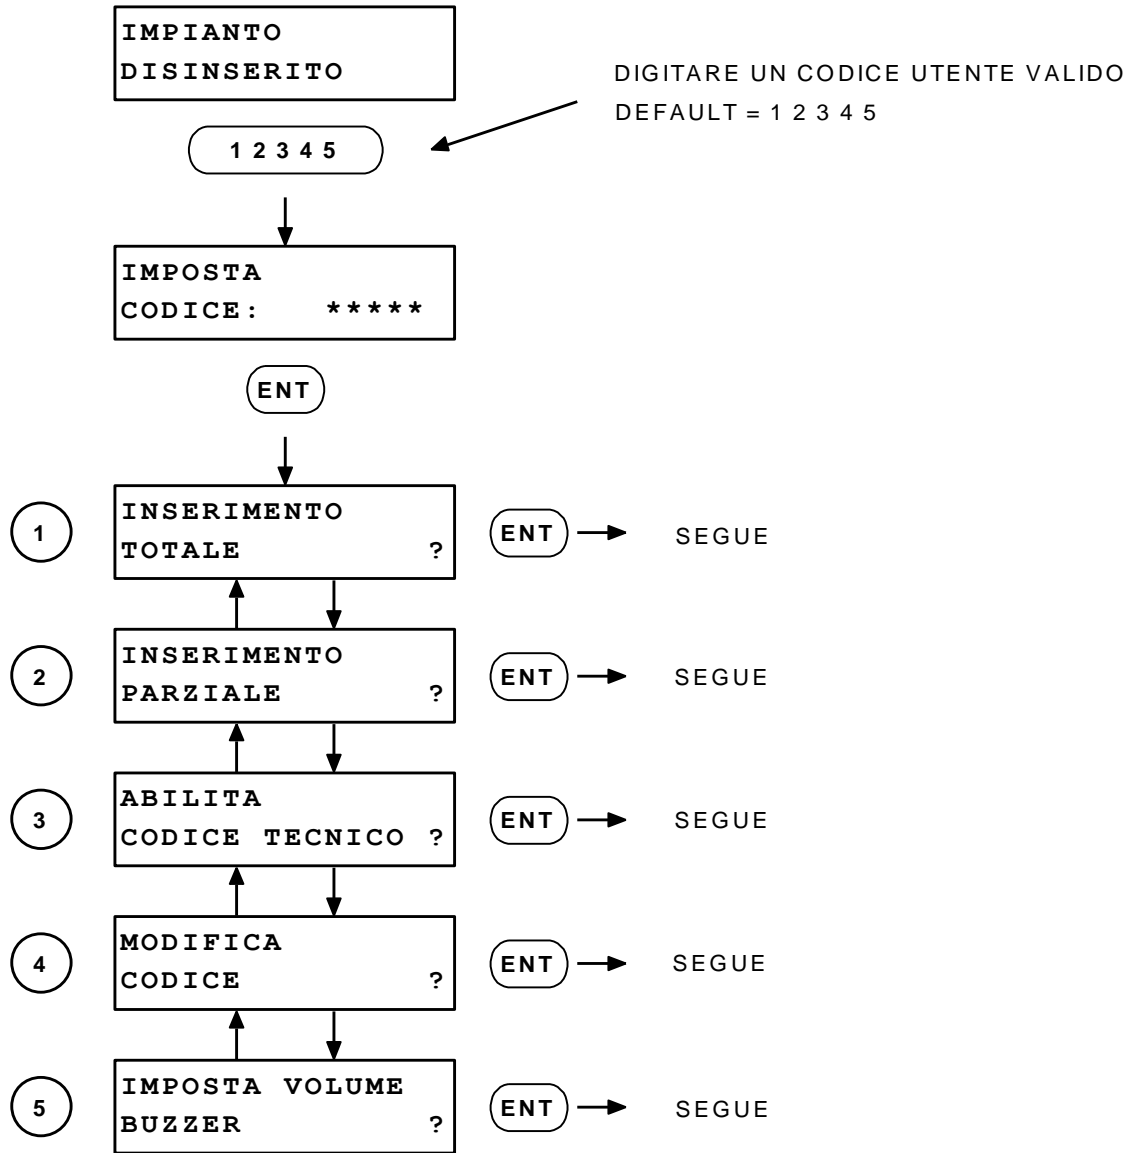 IMPIANTO
DISINSERITO
DIGITARE UN CODICE UTENTE VALIDO
DEFAULT = 1 2 3 4 5
1 2 3 4 5
IMPOSTA
CODICE: *****
ENT
INSERIMENTO
1 TOTALE ? ENT SEGUE
INSERIMENTO
2 PARZIALE ? ENT SEGUE
ABILITA
3 CODICE TECNICO ? ENT SEGUE
MODIFICA
4 CODICE ? ENT SEGUE
IMPOSTA VOLUME
5 BUZZER ? ENT SEGUE